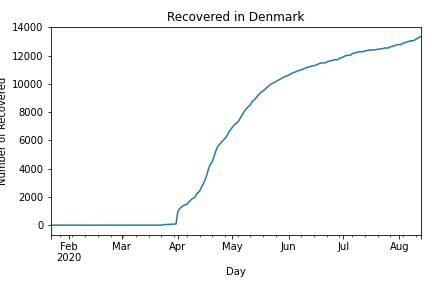 Recovered in Denmark
Number of Recovered
14000
12000
10000
8000
6000
4000
2000
0
Feb
2020
Mar
Apr
May
Jun
Jul
Aug
Day